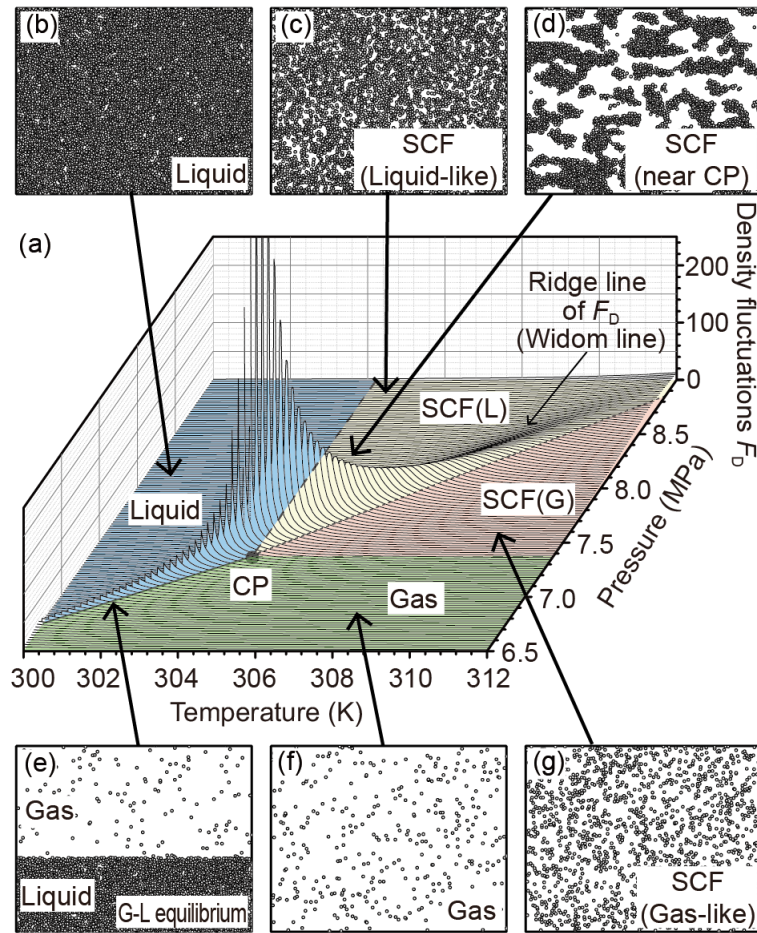 (b)
Liquid
(c)
SCF
(Liquid-like)
(d)
SCF
(near CP)
(a)
200
100
0
Density fluctuations F_D
Ridge line
of F_D
(Widom line)
SCF(L)
Liquid
SCF(G)
CP
Gas
8.5
8.0
7.5
7.0
6.5
Pressure (MPa)
300 302 304 306 308 310 312
Temperature (K)
(e)
Gas
Liquid
G-L equilibrium
(f)
Gas
(g)
SCF
(Gas-like)